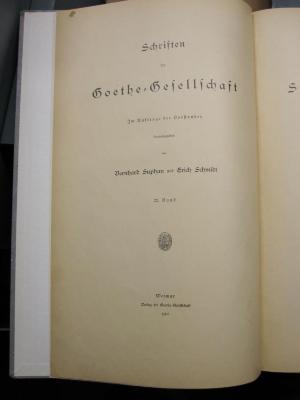 Schriften
der
Goethe-Gesellschaft
Im Auftrage des Vorstandes
herausgegeben
von
Bernhard Suphan und Erich Schmidt
Band
Weimar
Verlag der Goethe-Gesellschaft
S